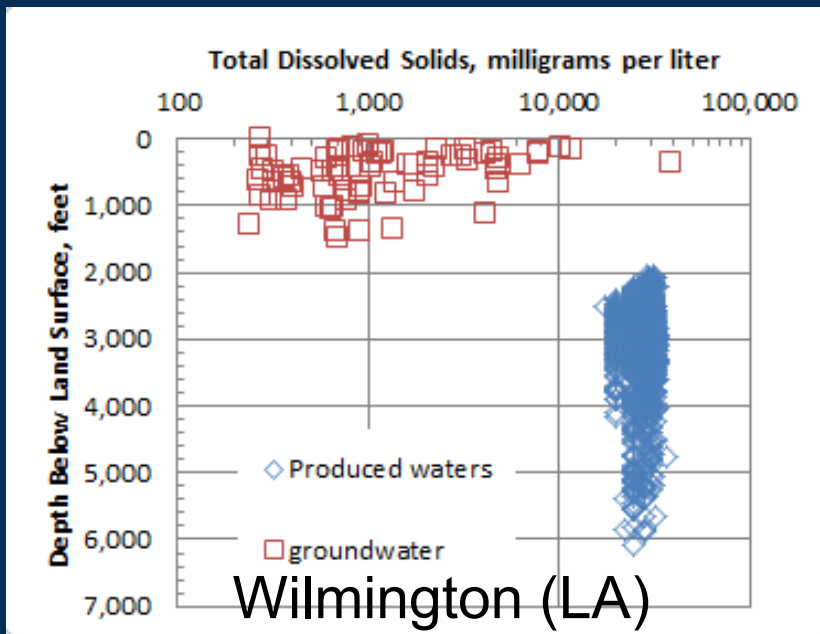 Total Dissolved Solids, milligrams per liter
100 1,000 10,000 100,000
Depth Below Land Surface, feet
0
1,000
2,000
3,000
4,000
5,000
6,000
7,000
Produced waters
groundwater
Wilmington (LA)